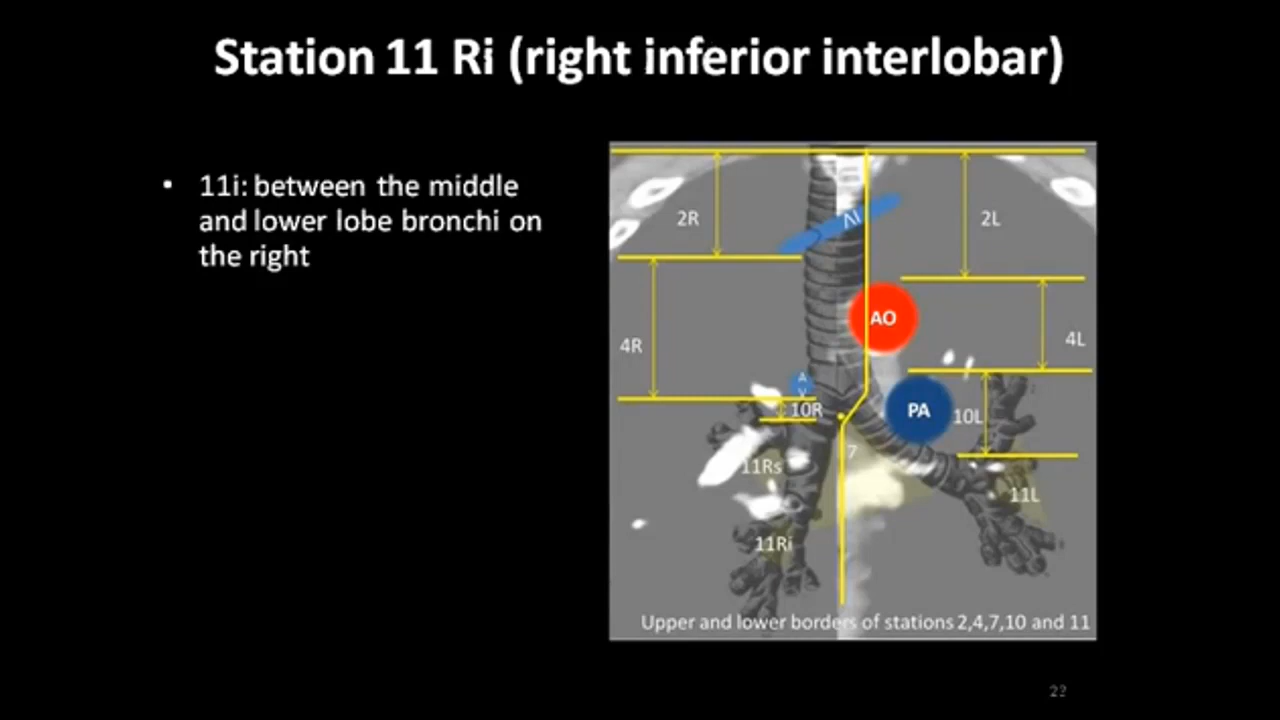 Station 11 Ri (right inferior interlobar)
• 11i: between the middle
and lower lobe bronchi on
the right
2R
IV
2L
AO
4R
4L
A
V
10R
PA
10L
7
11Rs
11L
11Ri
Upper and lower borders of stations 2,4,7,10 and 11